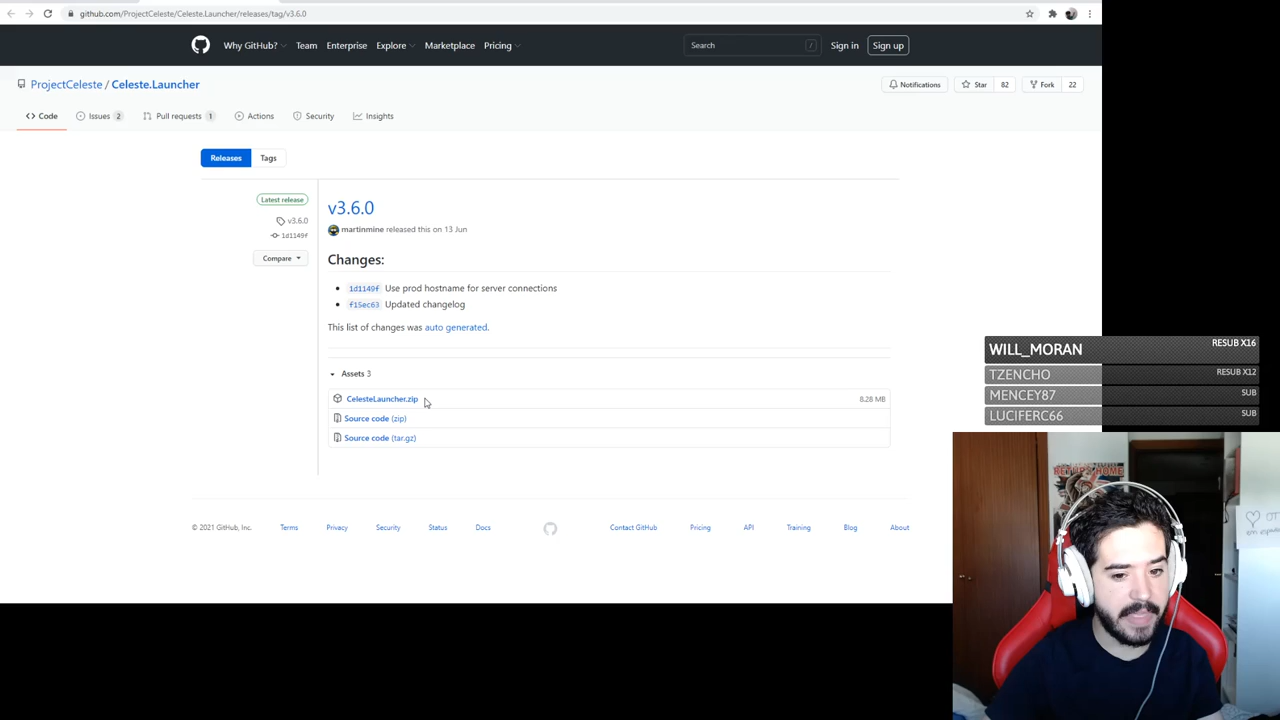 github.com/ProjectCeleste/Celeste.Launcher/releases/tag/v3.6.0
Why GitHub? Team Enterprise Explore Marketplace Pricing Search / Sign in Sign up
ProjectCeleste / Celeste.Launcher Notifications Star 82 Fork 22
Code Issues 2 Pull requests 1 Actions Security Insights
Releases Tags
Latest release
v3.6.0
v3.6.0
1d1149f
martinmine released this on 13 Jun
Compare
Changes:
1d1149f Use prod hostname for server connections
f15ec63 Updated changelog
This list of changes was auto generated.
Assets 3
CelesteLauncher.zip 8.28 MB
Source code (zip)
Source code (tar.gz)
© 2021 GitHub, Inc. Terms Privacy Security Status Docs Contact GitHub Pricing API Training Blog About
WILL_MORAN RESUB X16
TZENCHO RESUB X12
MENCEY87 SUB
LUCIFERC66 SUB